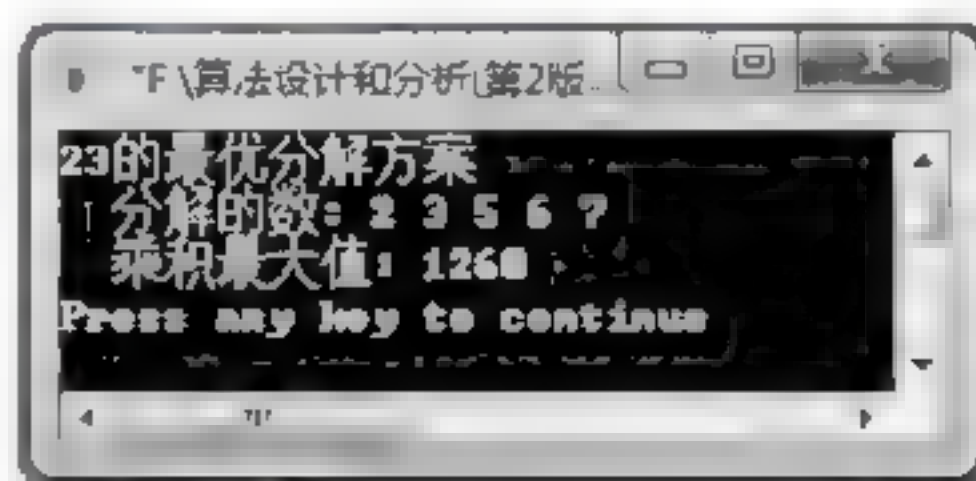 "F \算法设计和分析(第2版...
23的最优分解方案
分解的数: 2 3 5 6 7
乘积最大值: 1260
Press any key to continue